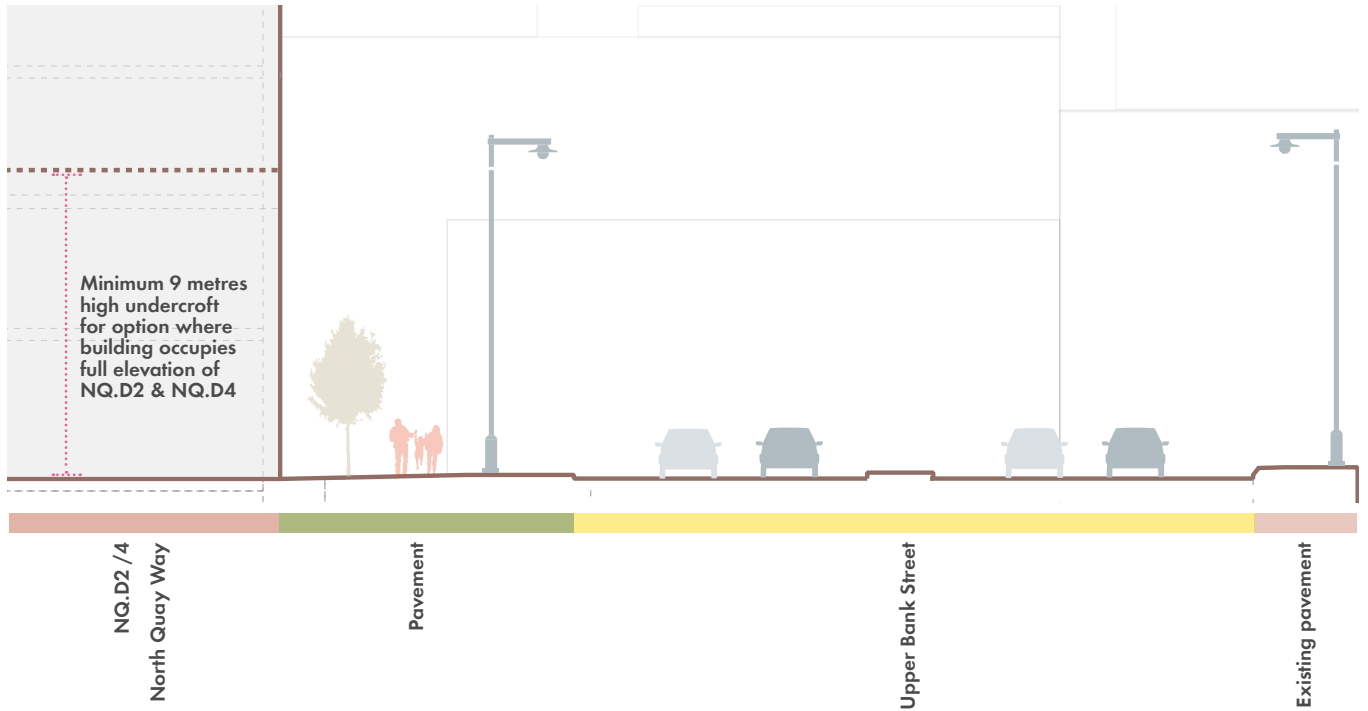 Minimum 9 metres
high undercroft
for option where
building occupies
full elevation of
NQ.D2 & NQ.D4
NQ.D2 /4
North Quay Way
Pavement
Upper Bank Street
Existing pavement